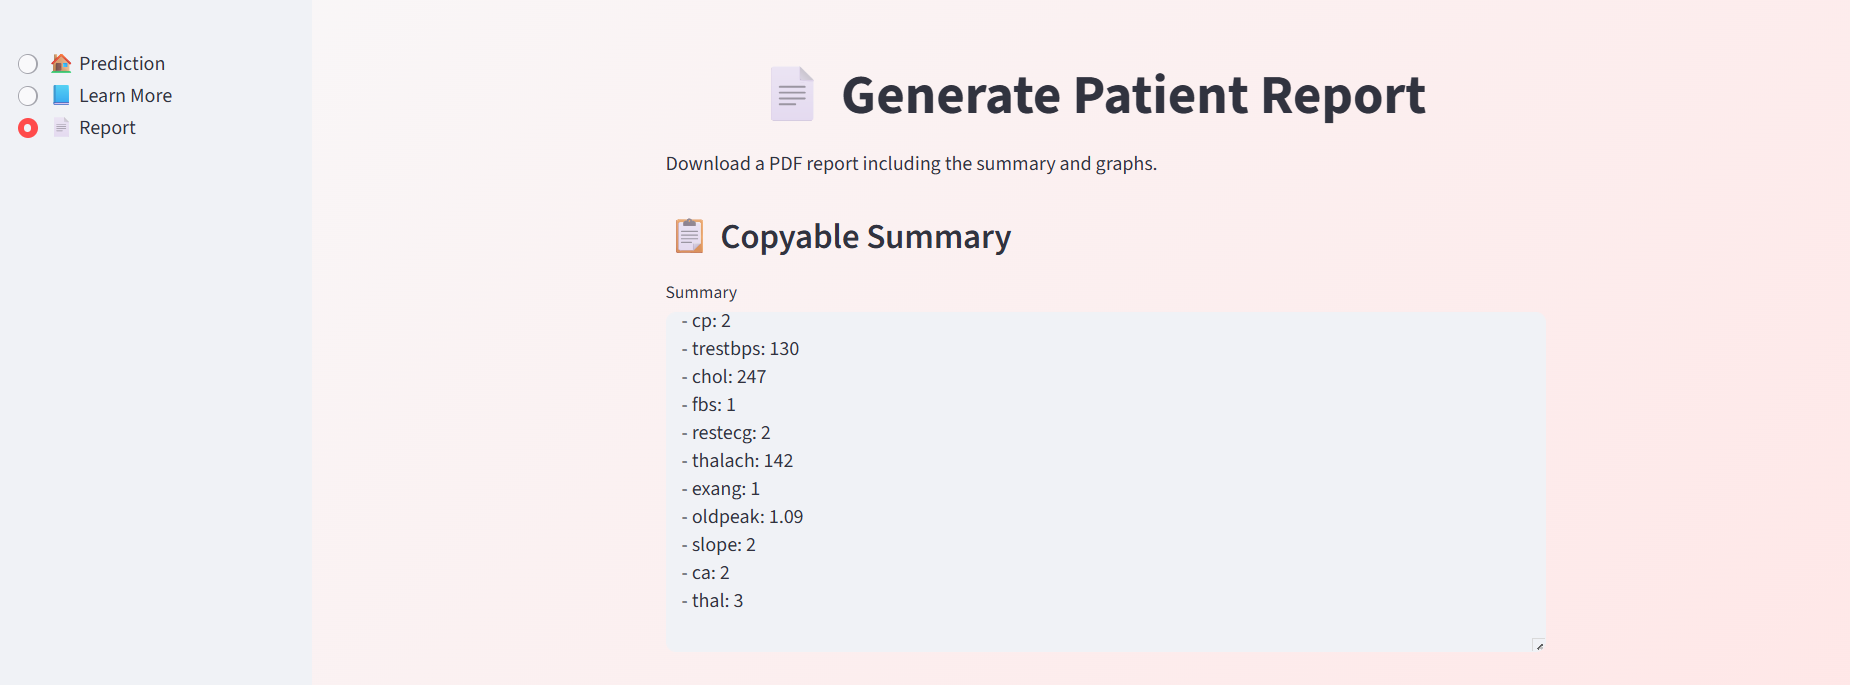 Prediction
Learn More
Report
Generate Patient Report
Download a PDF report including the summary and graphs.
Copyable Summary
Summary
- cp: 2
- trestbps: 130
- chol: 247
- fbs: 1
- restecg: 2
- thalach: 142
- exang: 1
- oldpeak: 1.09
- slope: 2
- ca: 2
- thal: 3